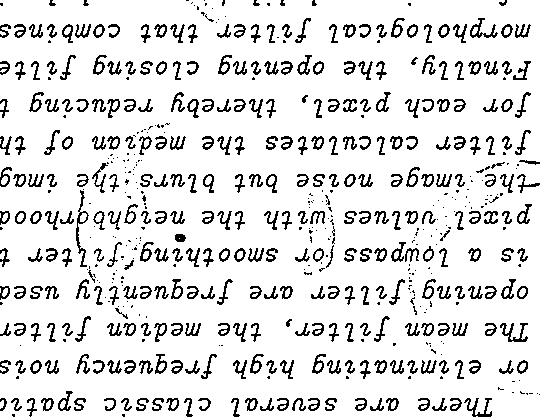 There are several classic spatia
or eliminating high frequency nois
The mean filter, the median filter
opening filter are frequently used
is a lowpass or smoothing filter t
pixel values with the neighborhood
the image noise but blurs the imag
filter calculates the median of th
for each pixel, thereby reducing t
Finally, the opening closing filte
morphological filter that combines